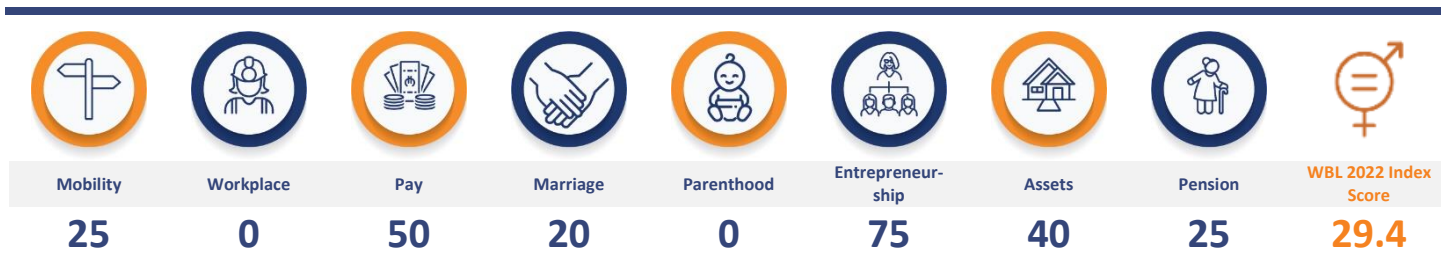 Mobility
Workplace
Pay
Marriage
Parenthood
Entrepreneur-
ship
Assets
Pension
WBL 2022 Index
Score
25
0
50
20
0
75
40
25
29.4